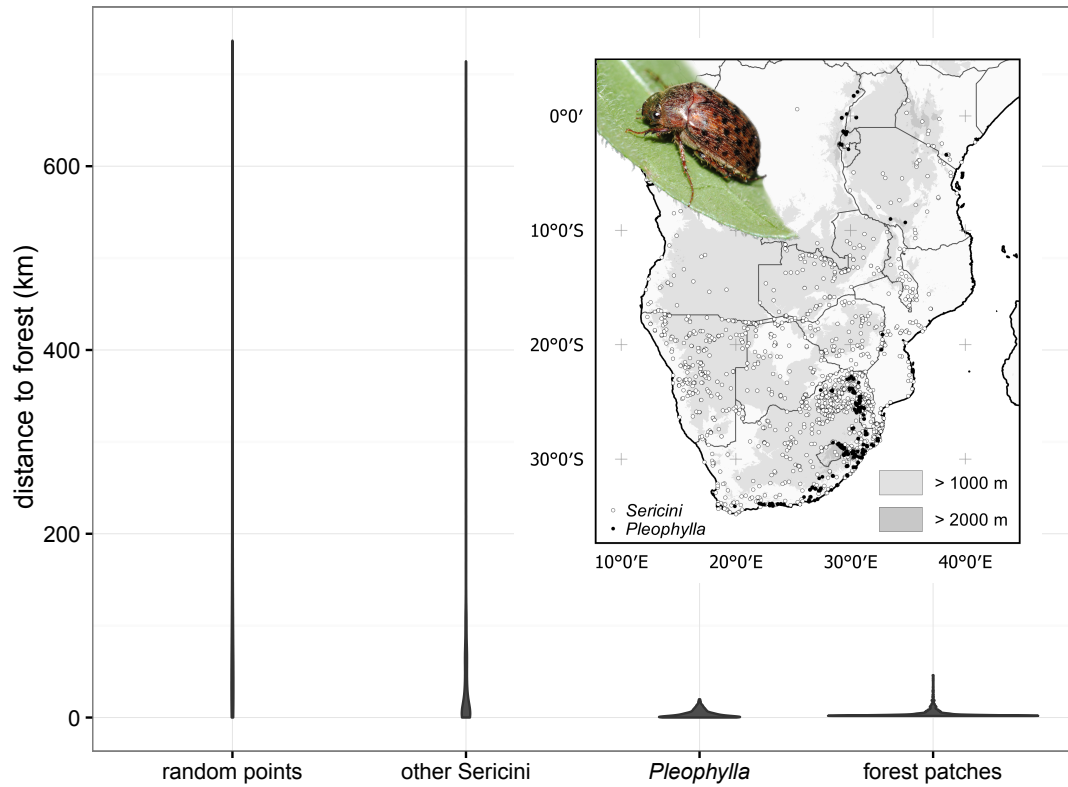 distance to forest (km)
600
400
200
0
0°0′
10°0′S
20°0′S
30°0′S
Sericini
Pleophylla
> 1000 m
> 2000 m
10°0′E 20°0′E 30°0′E 40°0′E
random points other Sericini Pleophylla forest patches